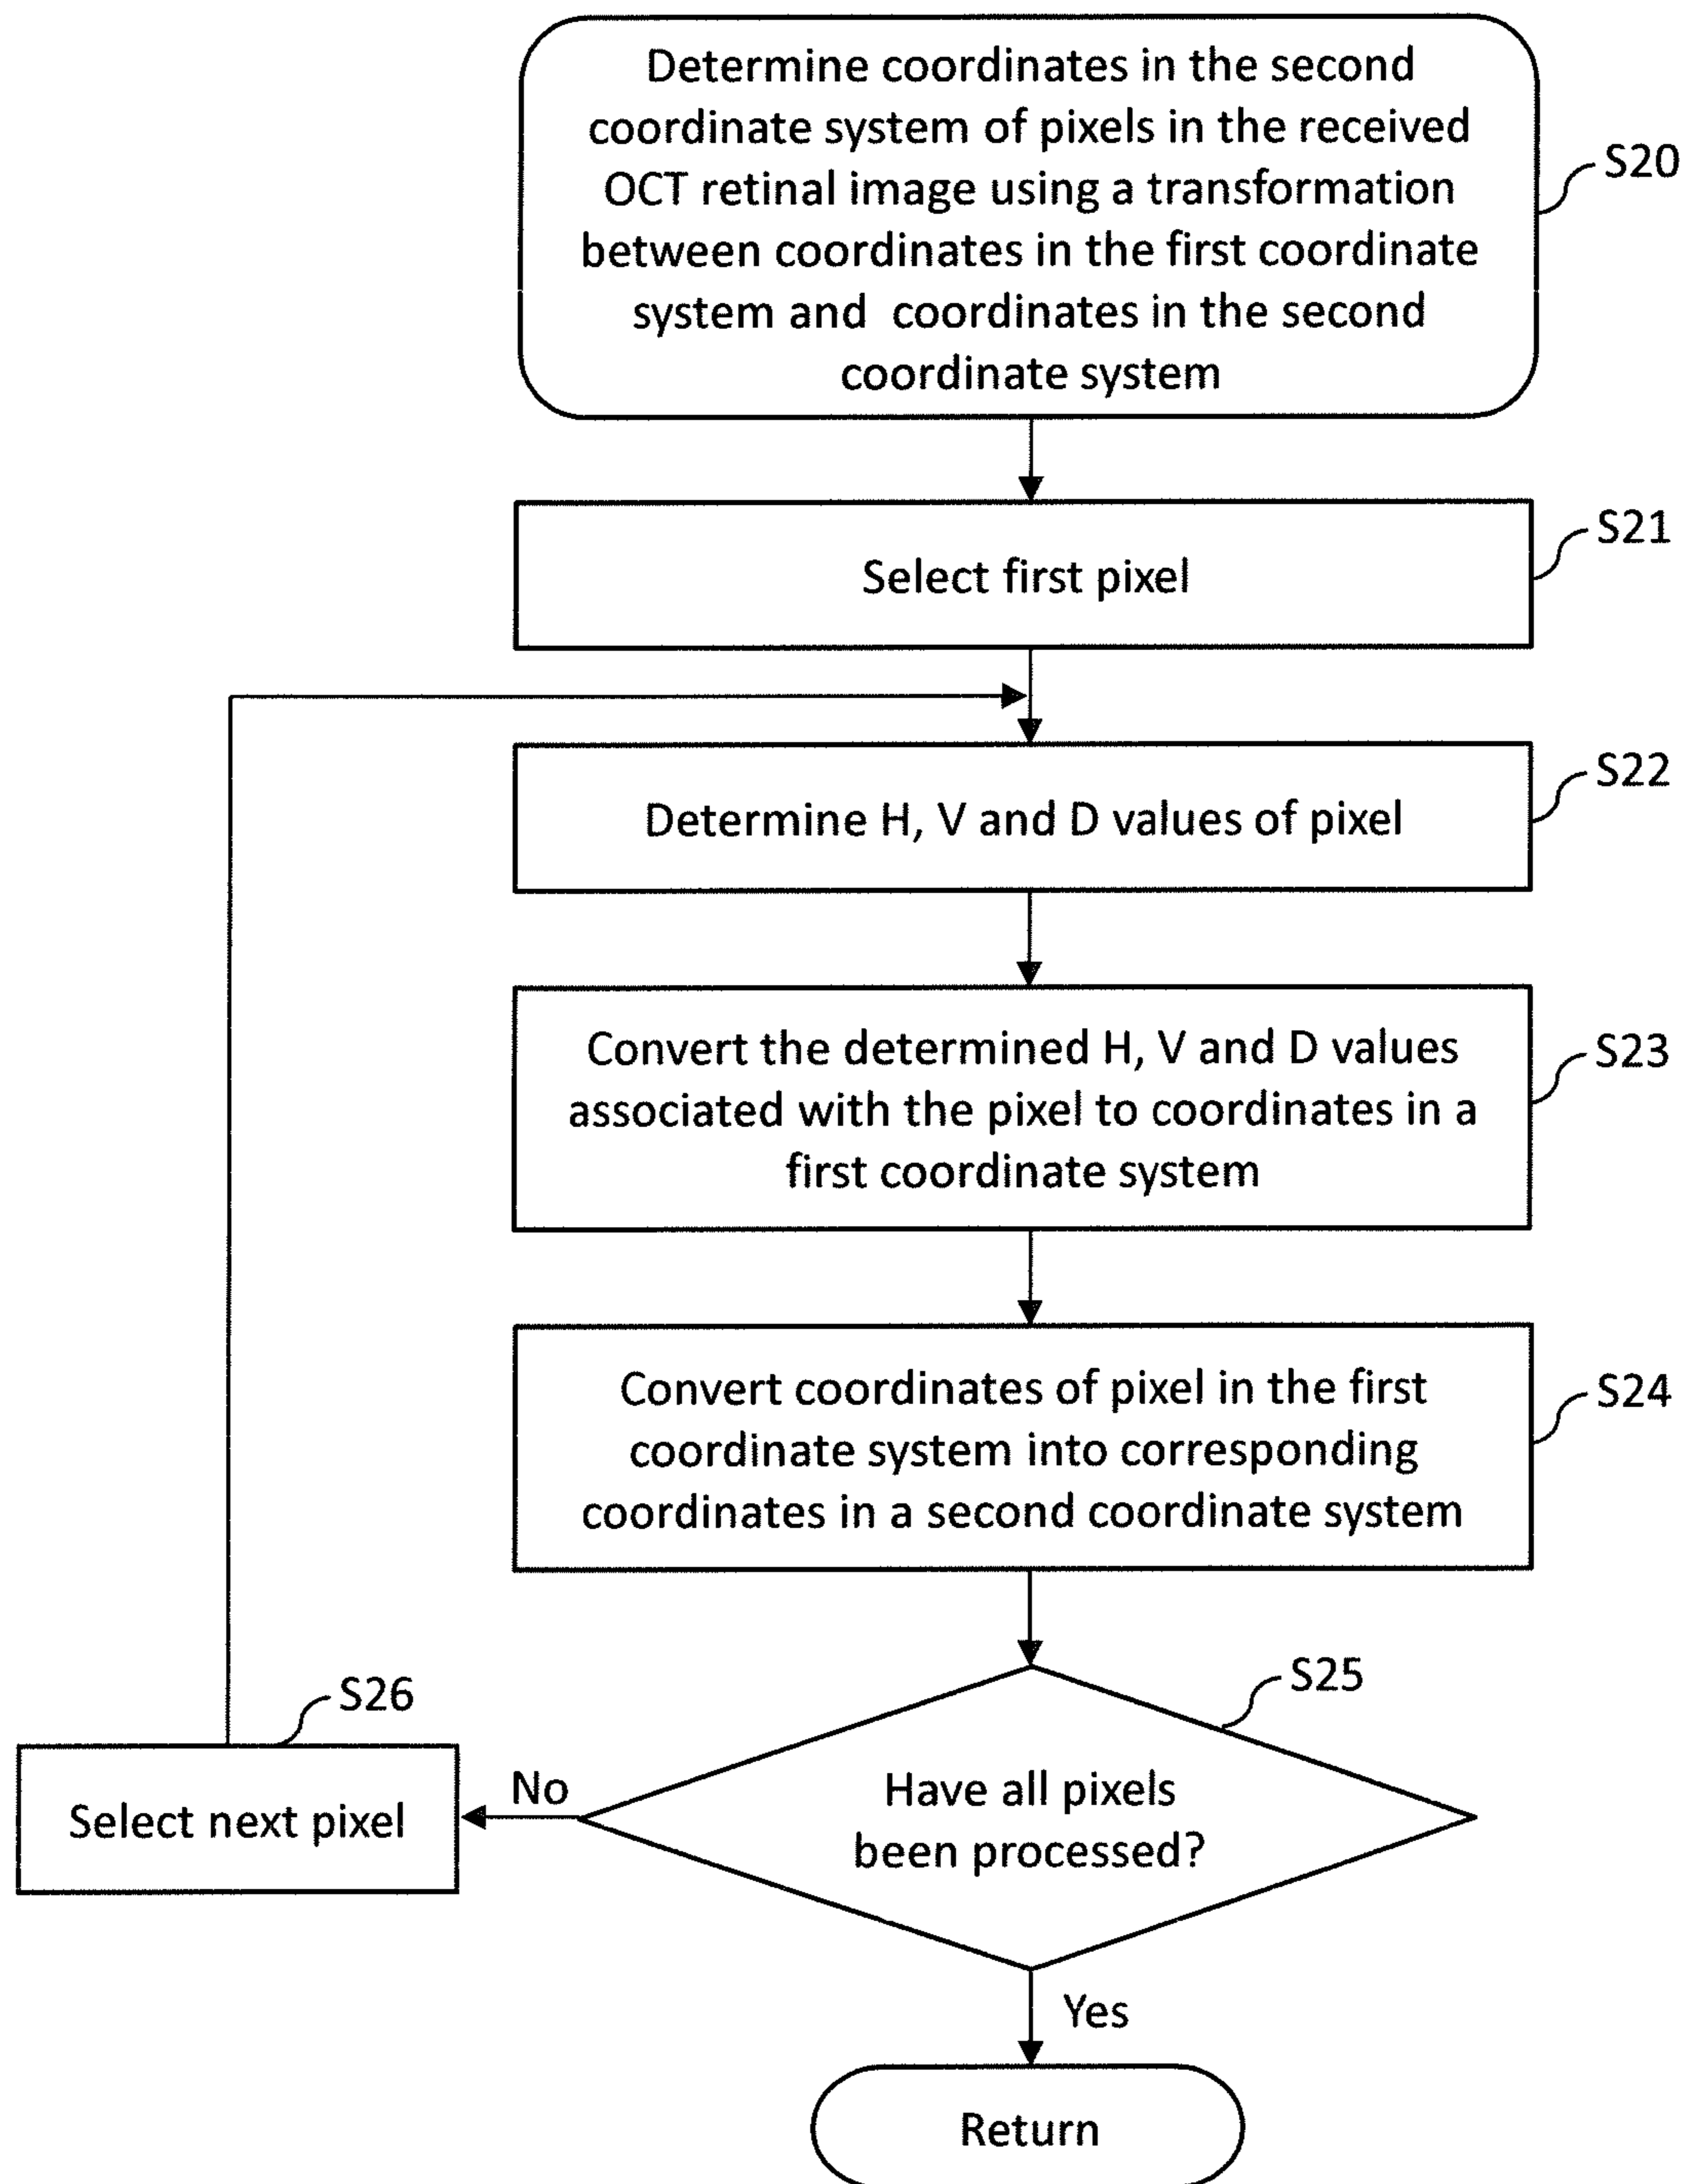 Determine coordinates in the second
coordinate system of pixels in the received
OCT retinal image using a transformation
between coordinates in the first coordinate
system and coordinates in the second
coordinate system
S20
Select first pixel
S21
Determine H, V and D values of pixel
S22
Convert the determined H, V and D values
associated with the pixel to coordinates in a
first coordinate system
S23
Convert coordinates of pixel in the first
coordinate system into corresponding
coordinates in a second coordinate system
S24
Have all pixels
been processed?
S25
No
Select next pixel
S26
Yes
Return